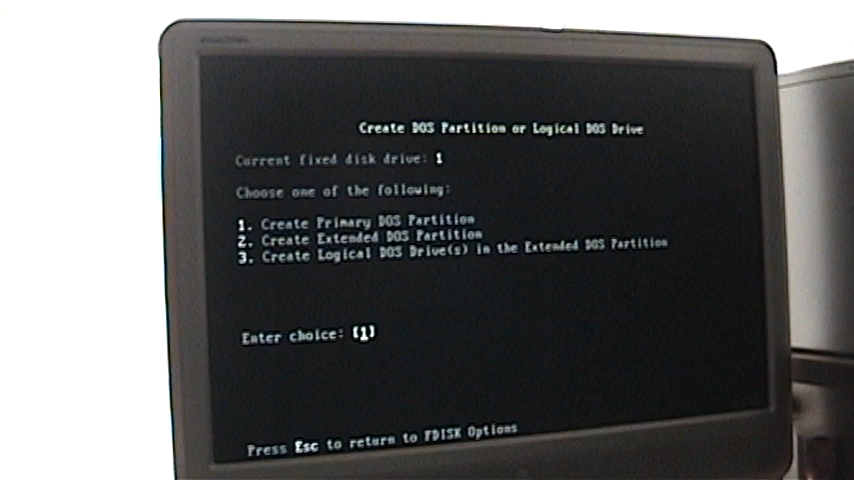 Create DOS Partition or Logical DOS Drive
Current fixed disk drive: 1
Choose one of the following:
1. Create Primary DOS Partition
2. Create Extended DOS Partition
3. Create Logical DOS Drive(s) in the Extended DOS Partition
Enter choice: [1]
Press Esc to return to FDISK Options